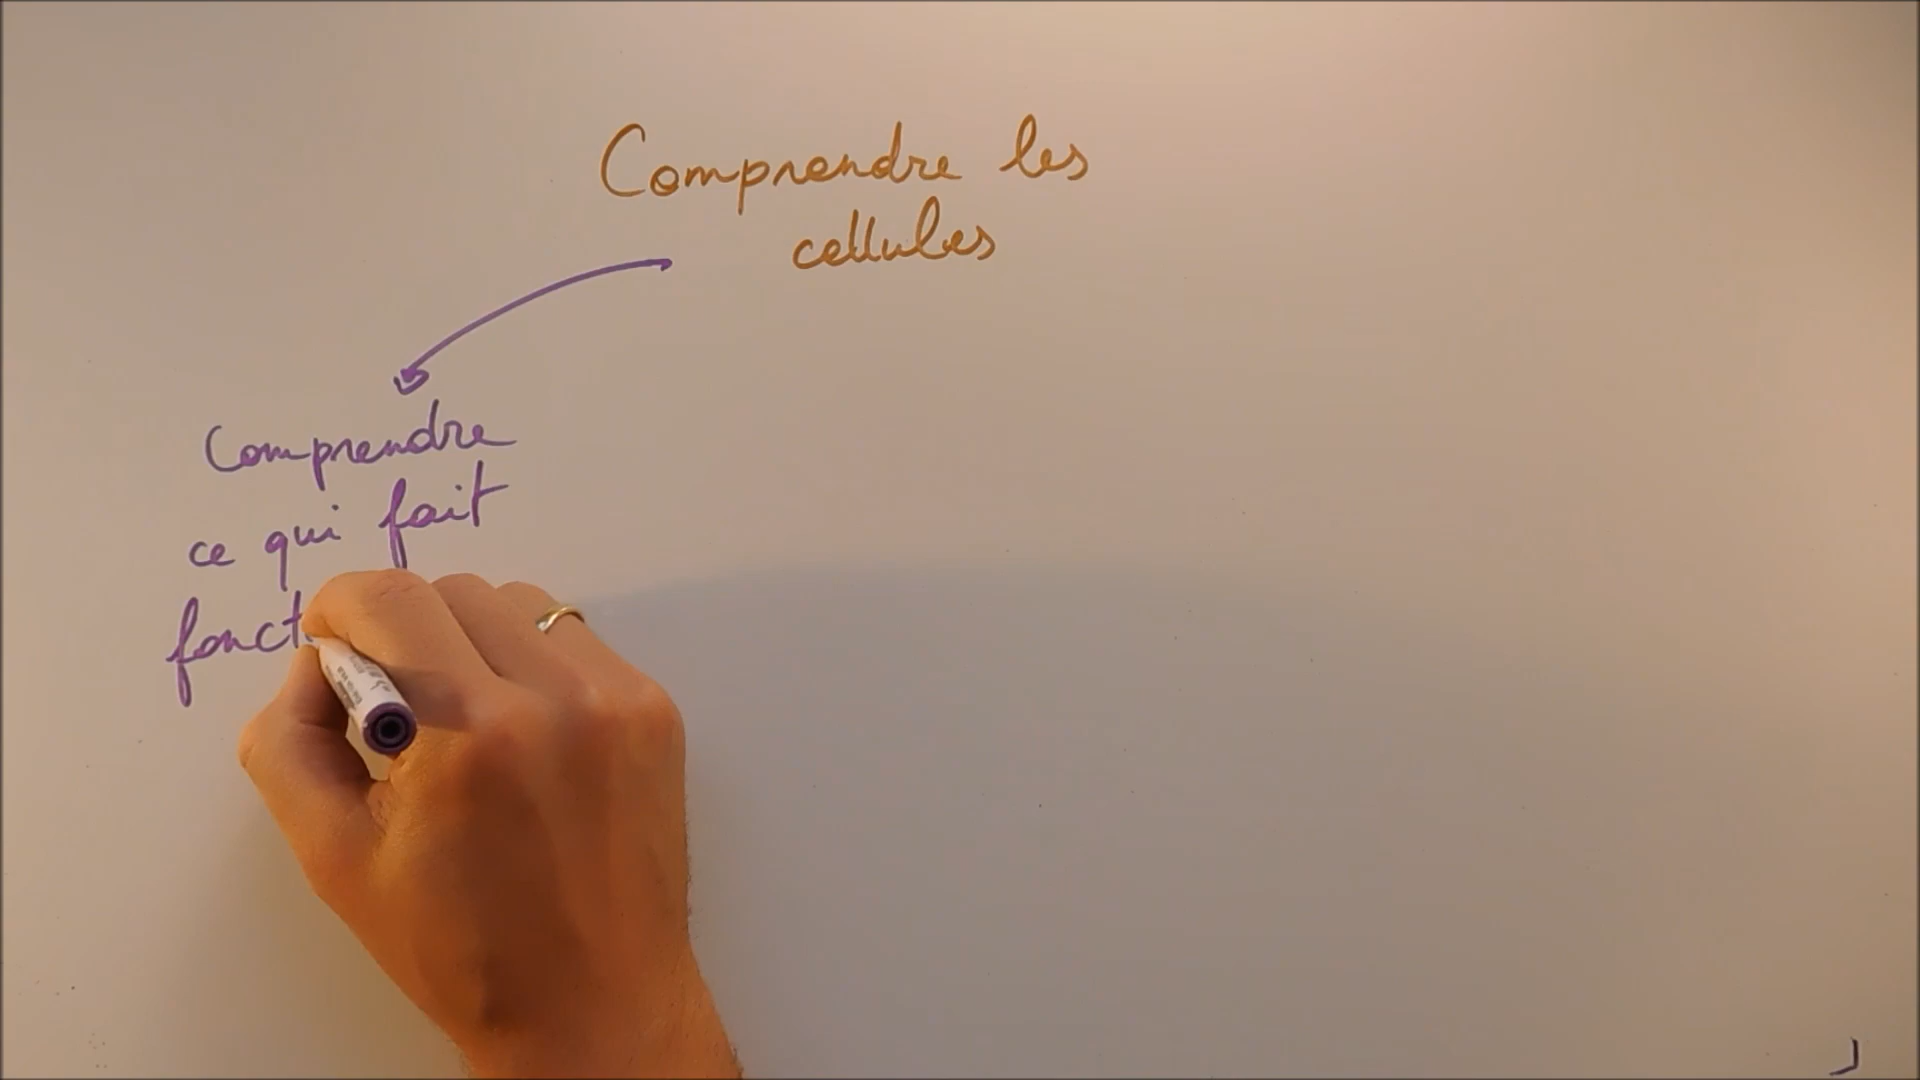 Comprendre les
cellules
Comprendre
ce qui fait
fonct